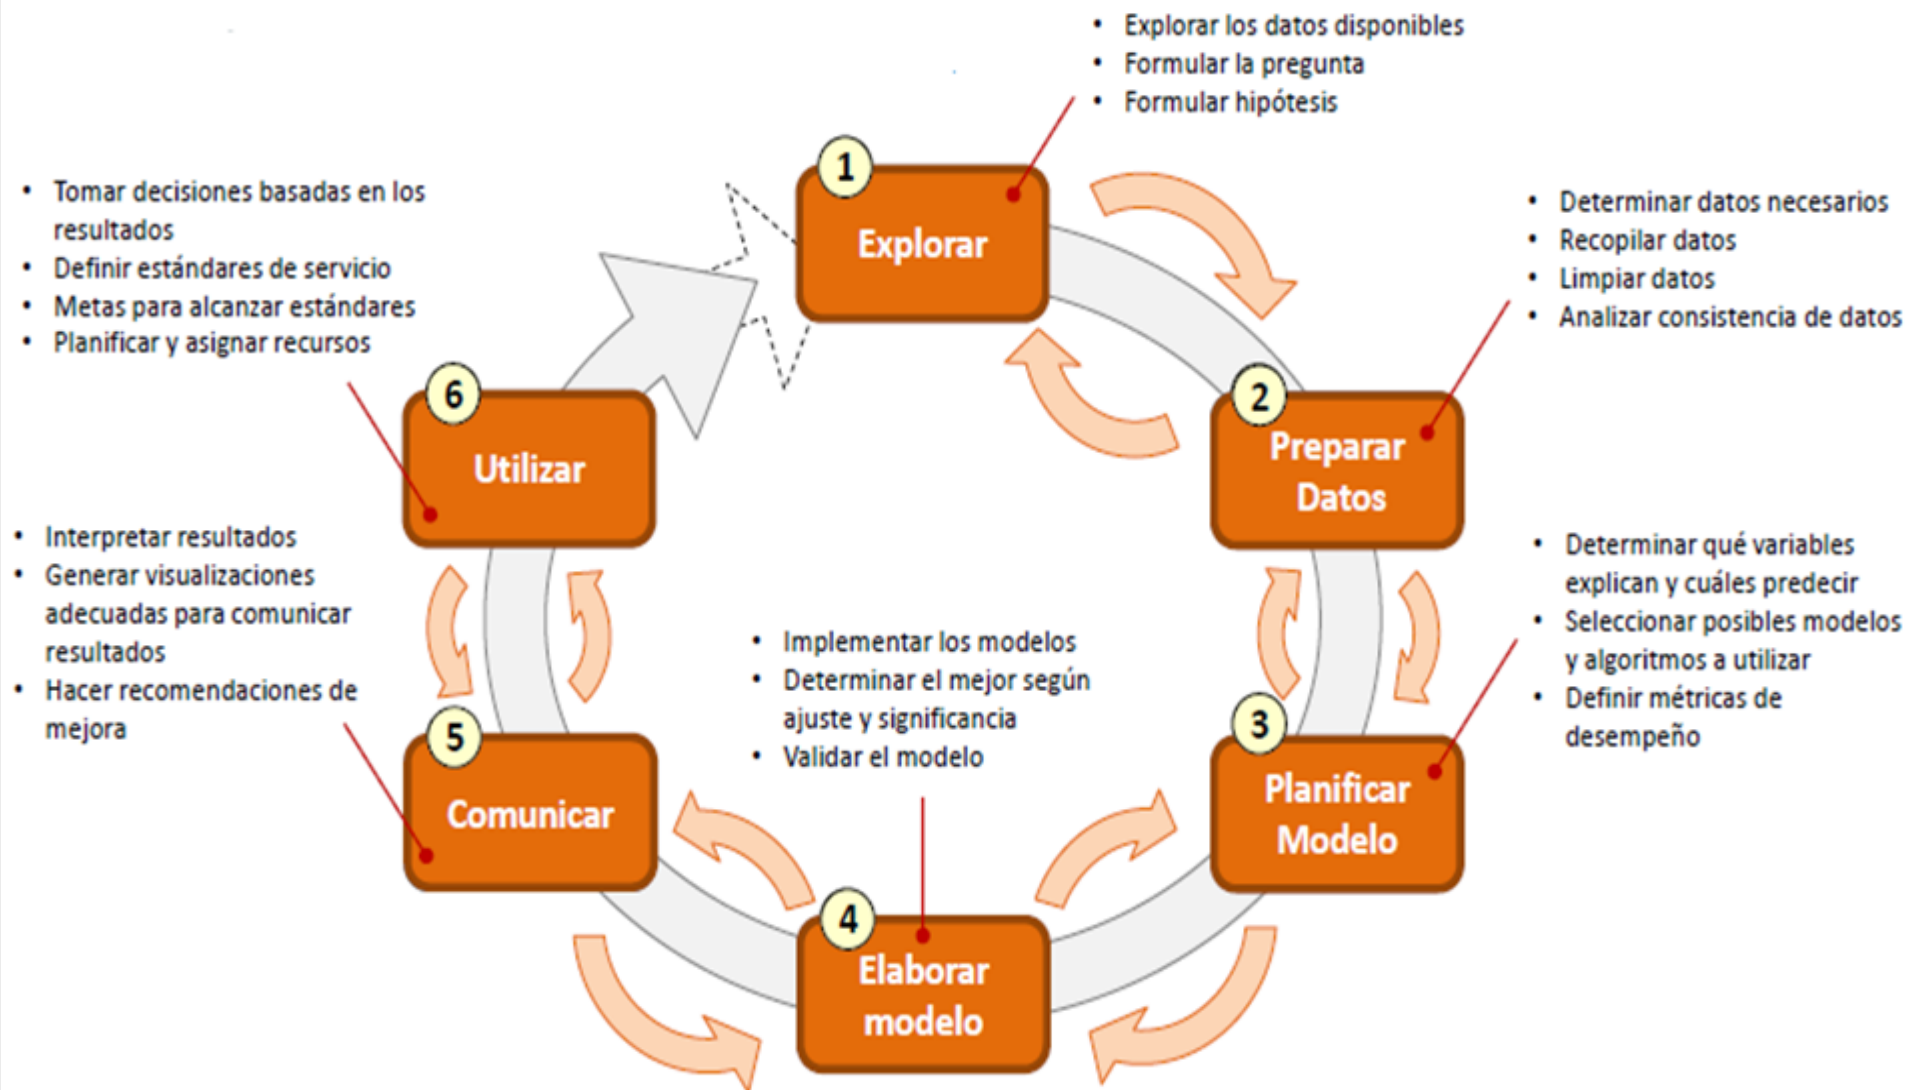 • Explorar los datos disponibles
• Formular la pregunta
• Formular hipótesis
1
Explorar
• Determinar datos necesarios
• Recopilar datos
• Limpiar datos
• Analizar consistencia de datos
2
Preparar
Datos
• Determinar qué variables
explican y cuáles predecir
• Seleccionar posibles modelos
y algoritmos a utilizar
• Definir métricas de
desempeño
3
Planificar
Modelo
• Implementar los modelos
• Determinar el mejor según
ajuste y significancia
• Validar el modelo
4
Elaborar
modelo
• Interpretar resultados
• Generar visualizaciones
adecuadas para comunicar
resultados
• Hacer recomendaciones de
mejora
5
Comunicar
• Tomar decisiones basadas en los
resultados
• Definir estándares de servicio
• Metas para alcanzar estándares
• Planificar y asignar recursos
6
Utilizar